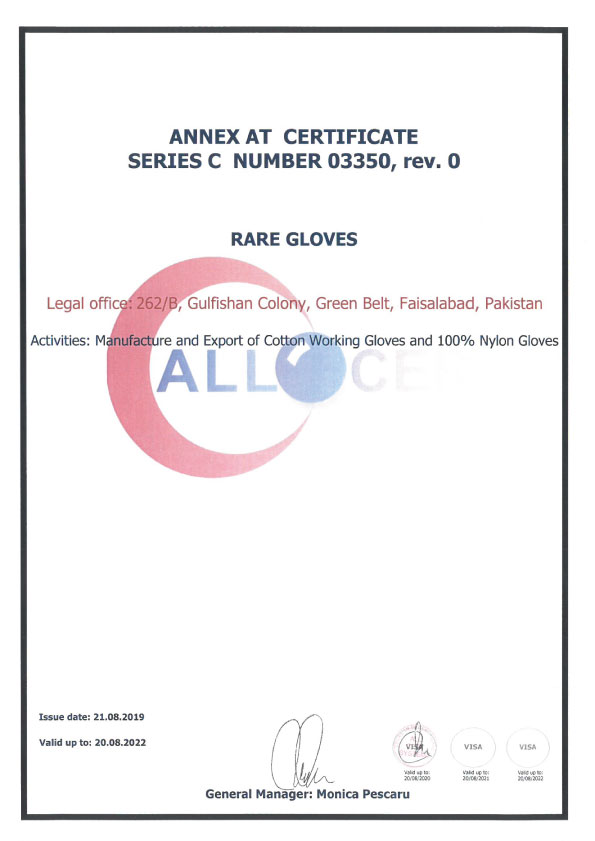 ANNEX AT CERTIFICATE
SERIES C NUMBER 03350, rev. 0
RARE GLOVES
Legal office: 262/B, Gulfishan Colony, Green Belt, Faisalabad, Pakistan
Activities: Manufacture and Export of Cotton Working Gloves and 100% Nylon Gloves
ALL CER
Issue date: 21.08.2019
Valid up to: 20.08.2022
VISA VISA VISA
Valid up to: Valid up to: Valid up to:
20/08/2020 20/08/2021 20/08/2022
General Manager: Monica Pescaru